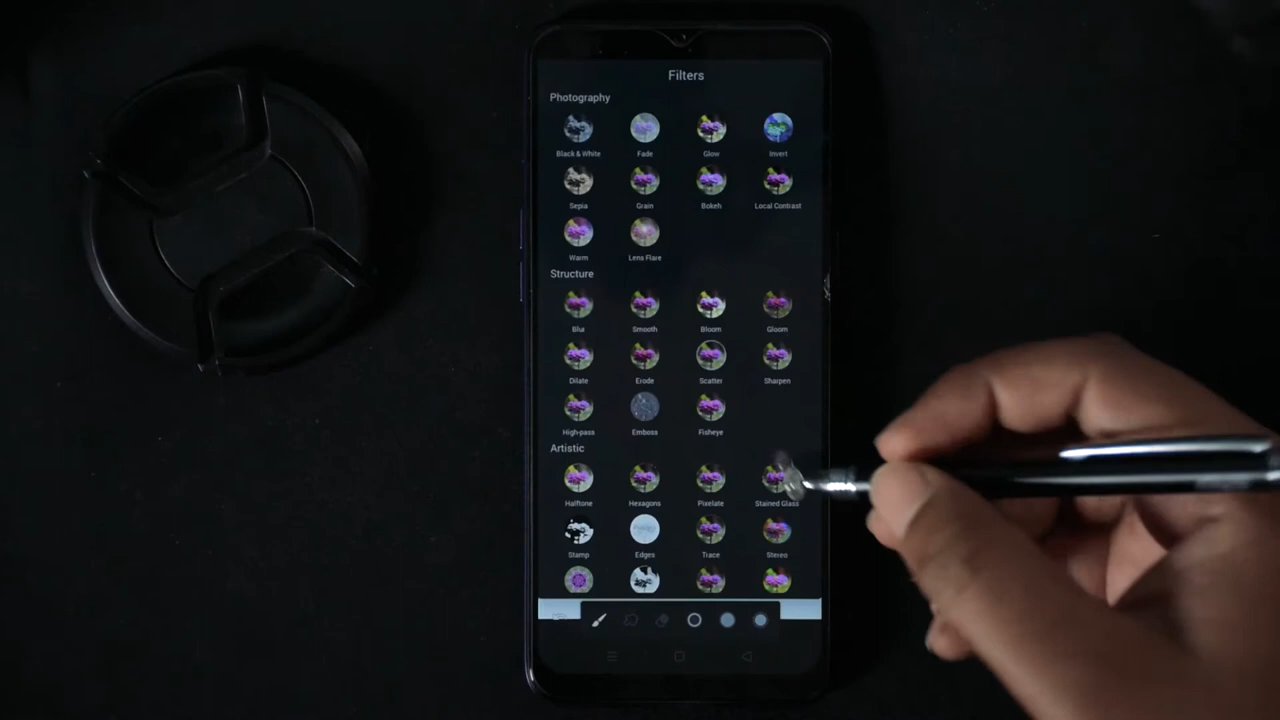 Filters
Photography
Black & White Fade Glow Invert
Sepia Grain Bokeh Local Contrast
Warm Lens Flare
Structure
Blur Smooth Bloom Gloom
Dilate Erode Scatter Sharpen
High-pass Emboss Fisheye
Artistic
Halftone Hexagons Pixelate Stained Glass
Stamp Edges Trace Stereo